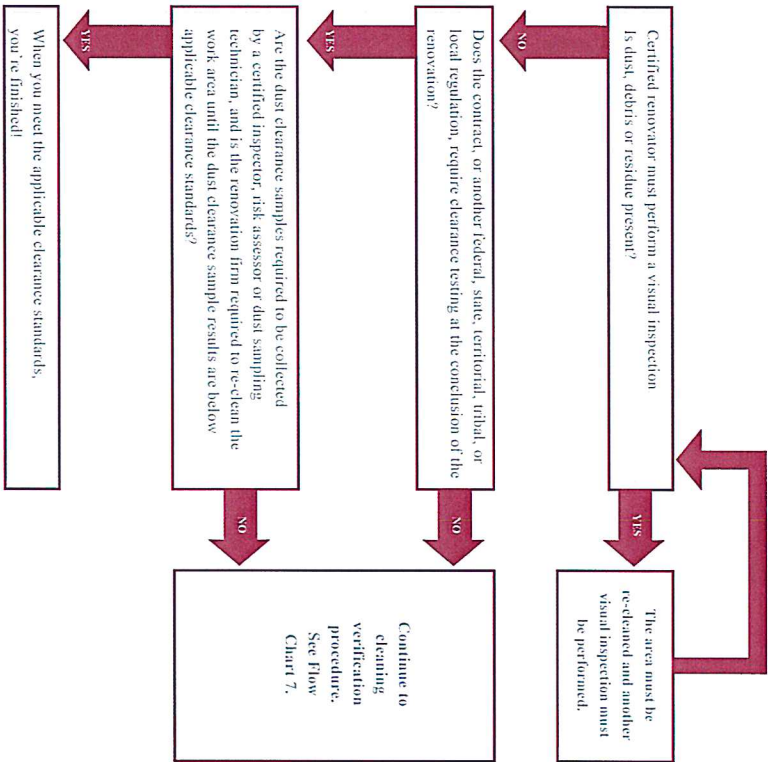 Certified renovator must perform a visual inspection
Is dust, debris or residue present?
YES
The area must be
re-cleaned and another
visual inspection must
be performed.
NO
Does the contract, or another federal, state, territorial, tribal, or
local regulation, require clearance testing at the conclusion of the
renovation?
NO
YES
Are the dust clearance samples required to be collected
by a certified inspector, risk assessor or dust sampling
technician, and is the renovation firm required to re-clean the
work area until the dust clearance sample results are below
applicable clearance standards?
NO
Continue to
cleaning
verification
procedure.
See Flow
Chart 7.
YES
When you meet the applicable clearance standards,
you're finished!